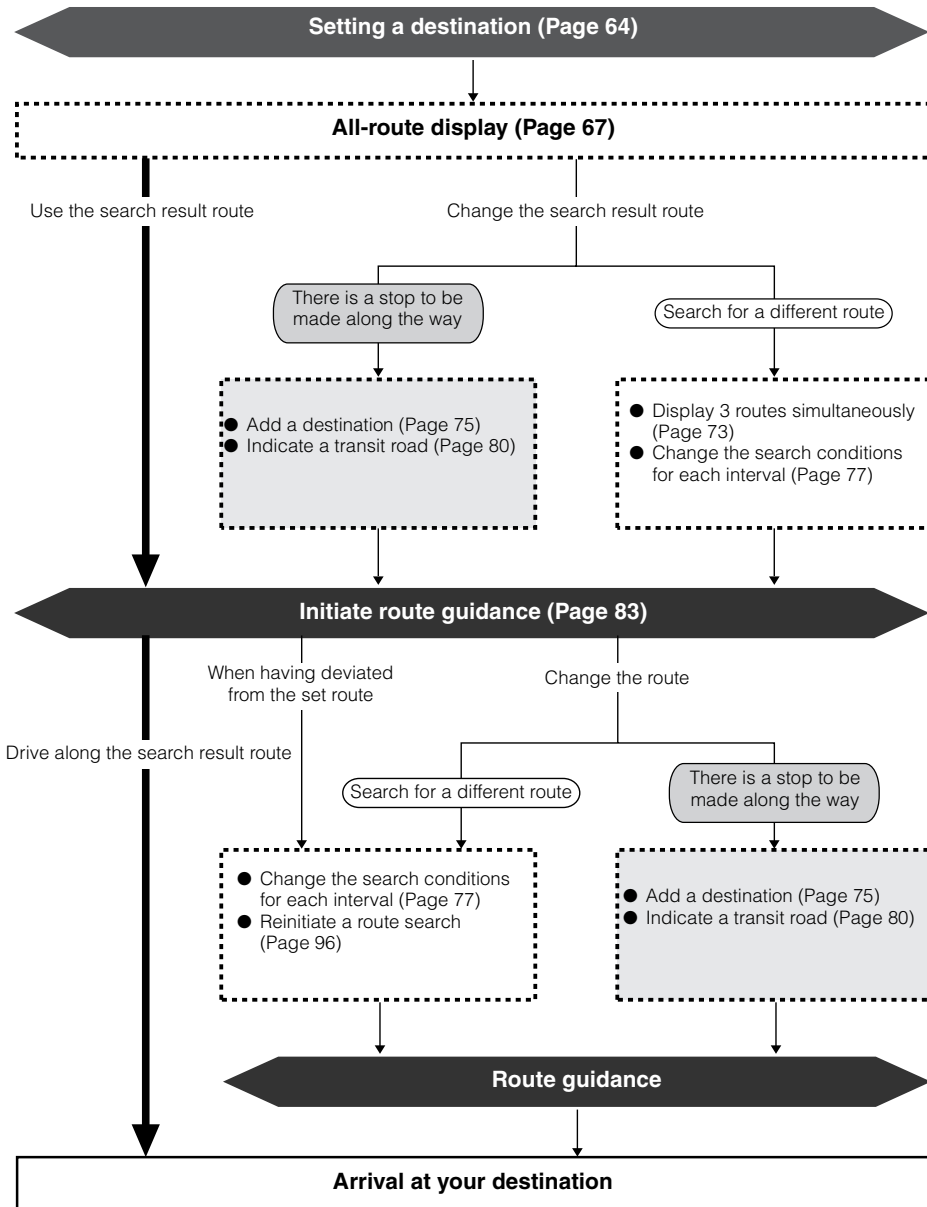 Setting a destination (Page 64)
All-route display (Page 67)
Use the search result route
Change the search result route
There is a stop to be
made along the way
Search for a different route
● Add a destination (Page 75)
● Indicate a transit road (Page 80)
● Display 3 routes simultaneously
(Page 73)
● Change the search conditions
for each interval (Page 77)
Initiate route guidance (Page 83)
When having deviated
from the set route
Change the route
Drive along the search result route
Search for a different route
There is a stop to be
made along the way
● Change the search conditions
for each interval (Page 77)
● Reinitiate a route search
(Page 96)
● Add a destination (Page 75)
● Indicate a transit road (Page 80)
Route guidance
Arrival at your destination